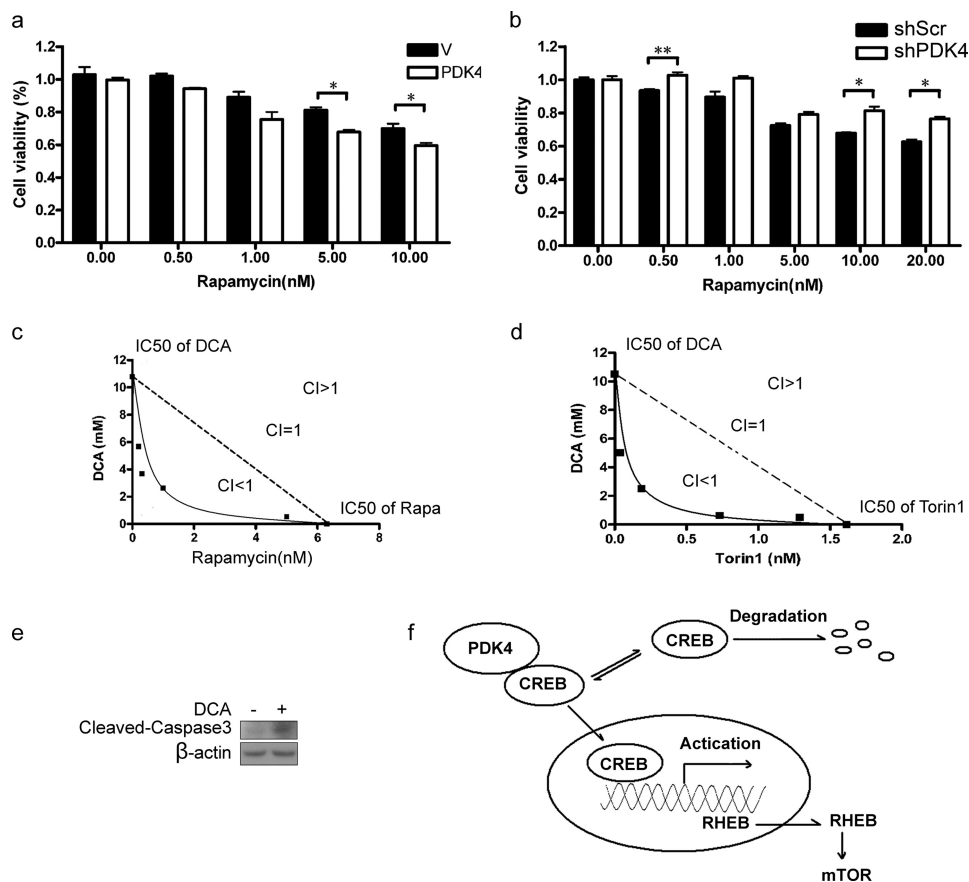 a
V
PDK4
Cell viability (%)
1.2
1.0
0.8
0.6
0.4
0.2
0.0
*
*
0.00 0.50 1.00 5.00 10.00
Rapamycin(nM)
b
shScr
shPDK4
Cell viability
1.2
1.0
0.8
0.6
0.4
0.2
0.0
**
*
*
0.00 0.50 1.00 5.00 10.00 20.00
Rapamycin(nM)
c
IC50 of DCA
DCA (mM)
12
10
8
6
4
2
0
CI>1
CI=1
CI<1
IC50 of Rapa
0 2 4 6 8
Rapamycin(nM)
d
IC50 of DCA
DCA (mM)
12
10
8
6
4
2
0
CI>1
CI=1
CI<1
IC50 of Torin1
0.0 0.5 1.0 1.5 2.0
Torin1 (nM)
e
DCA - +
Cleaved-Caspase3
β-actin
f
PDK4
CREB
CREB
Degradation
CREB
Actication
RHEB
RHEB
mTOR